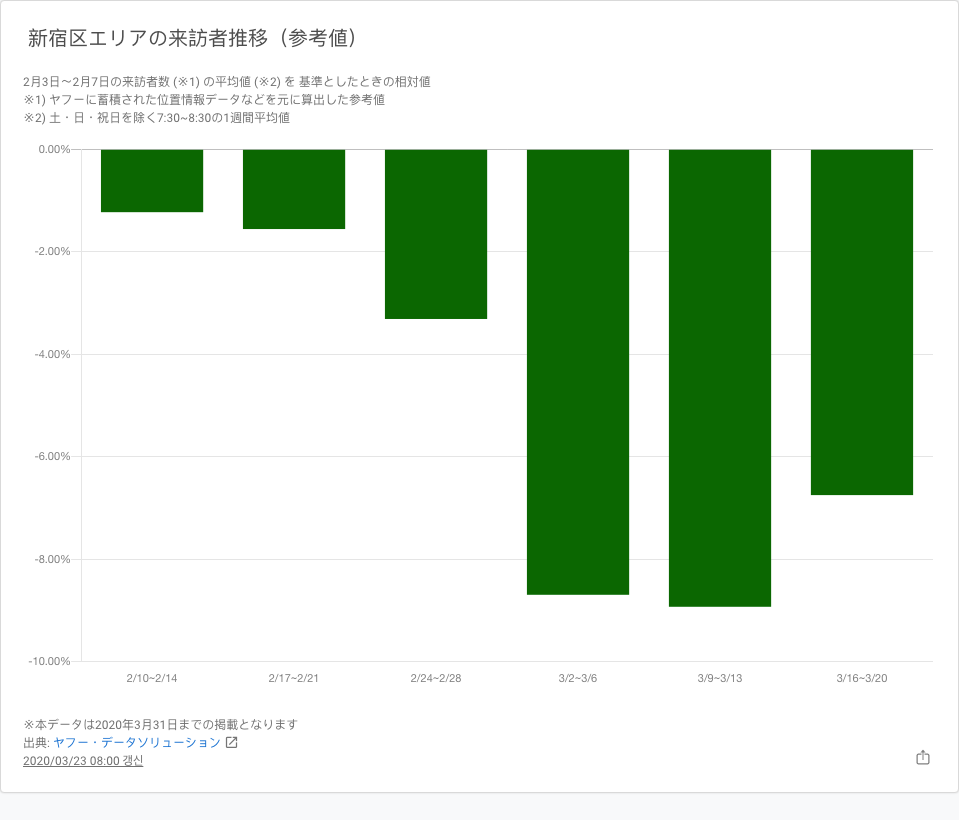 新宿区エリアの来訪者推移（参考値）
2月3日～2月7日の来訪者数 (※1) の平均値 (※2) を 基準としたときの相対値
※1) ヤフーに蓄積された位置情報データなどを元に算出した参考値
※2) 土・日・祝日を除く7:30~8:30の1週間平均値
0.00%
-2.00%
-4.00%
-6.00%
-8.00%
-10.00%
2/10~2/14 2/17~2/21 2/24~2/28 3/2~3/6 3/9~3/13 3/16~3/20
※本データは2020年3月31日までの掲載となります
出典: ヤフー・データソリューション
2020/03/23 08:00 갱신